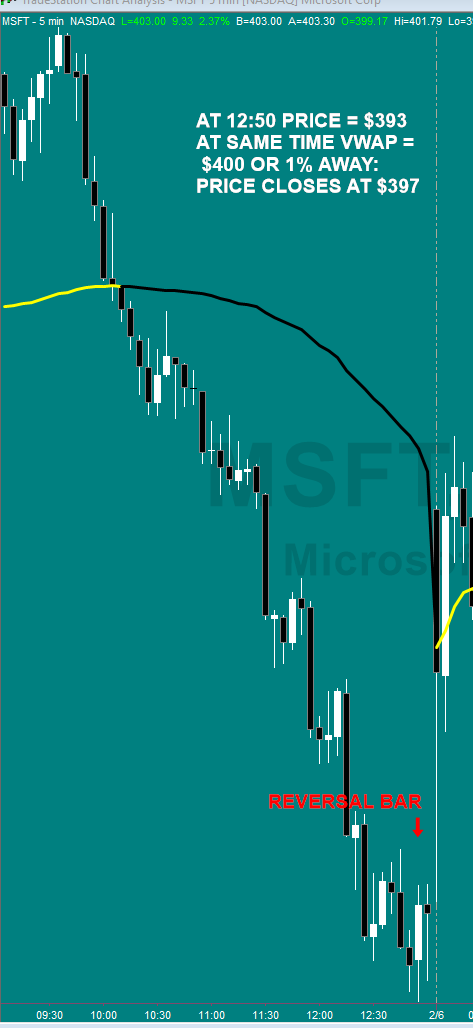 TradeStation Chart Analysis - MSFT 5 min [NASDAQ] Microsoft Corp
MSFT - 5 min NASDAQ L=403.00 9.33 2.37% B=403.00 A=403.30 O=399.17 Hi=401.79 Lo=3
AT 12:50 PRICE = $393
AT SAME TIME VWAP =
$400 OR 1% AWAY:
PRICE CLOSES AT $397
MSFT
Microso
REVERSAL BAR
09:30 10:00 10:30 11:00 11:30 12:00 12:30 2/6